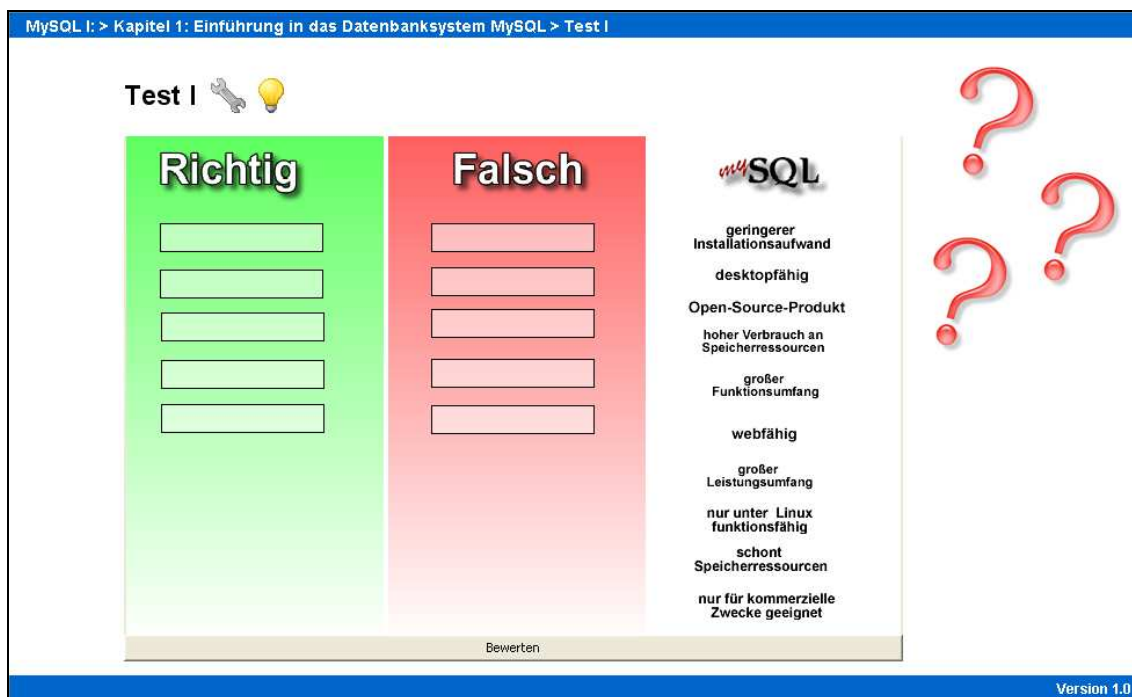 MySQL I: > Kapitel 1: Einführung in das Datenbanksystem MySQL > Test I
Test I
Richtig
Falsch
mySQL
geringerer
Installationsaufwand
desktopfähig
Open-Source-Produkt
hoher Verbrauch an
Speicherressourcen
großer
Funktionsumfang
webfähig
großer
Leistungsumfang
nur unter Linux
funktionsfähig
schont
Speicherressourcen
nur für kommerzielle
Zwecke geeignet
Bewerten
Version 1.0